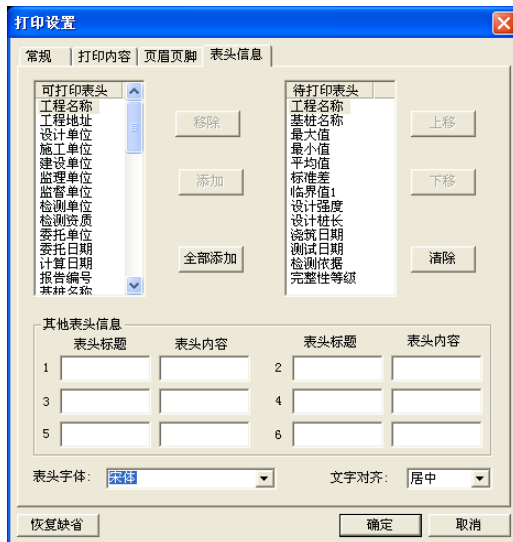 打印设置
常规 打印内容 页眉页脚 表头信息
可打印表头
工程名称
工程地址
设计单位
施工单位
建设单位
监理单位
监督单位
检测单位
检测资质
委托单位
委托日期
计算日期
报告编号
基桩名称
移除
添加
全部添加
待打印表头
工程名称
基桩名称
最大值
最小值
平均值
标准差
临界值1
设计强度
设计桩长
浇筑日期
测试日期
检测依据
完整性等级
上移
下移
清除
其他表头信息
表头标题 表头内容 表头标题 表头内容
1 2
3 4
5 6
表头字体: 宋体 文字对齐: 居中
恢复缺省 确定 取消